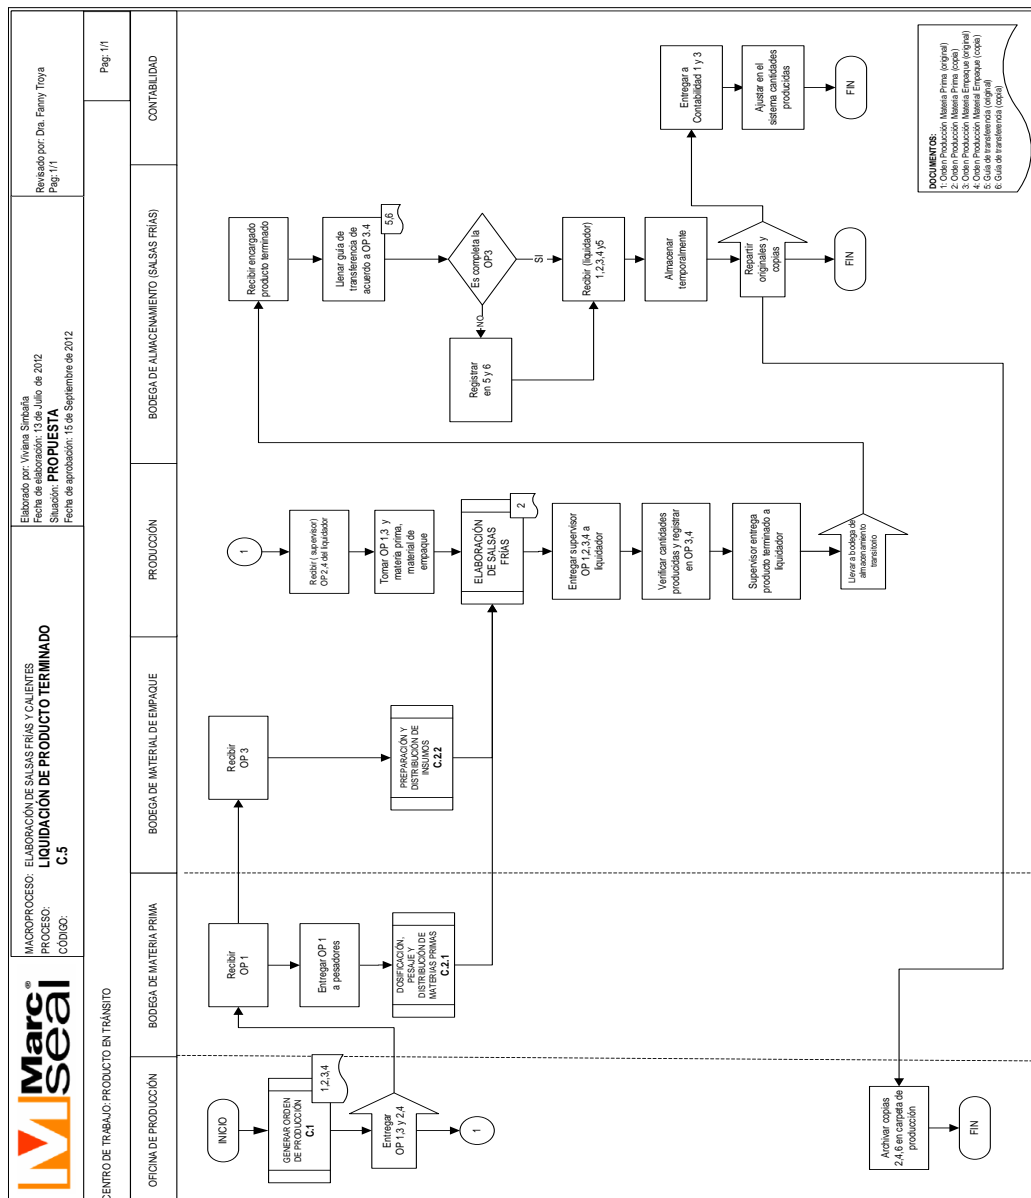 Marc®
seal
MACROPROCESO: ELABORACIÓN DE SALSAS FRÍAS Y CALIENTES
PROCESO: LIQUIDACIÓN DE PRODUCTO TERMINADO
CÓDIGO: C.5
Elaborado por: Viviana Simbaña
Fecha de elaboración: 13 de Julio de 2012
Situación: PROPUESTA
Fecha de aprobación: 15 de Septiembre de 2012
Revisado por: Dra. Fanny Troya
Pag: 1/1
CENTRO DE TRABAJO: PRODUCTO EN TRÁNSITO
Pag: 1/1
OFICINA DE PRODUCCIÓN
BODEGA DE MATERIA PRIMA
BODEGA DE MATERIAL DE EMPAQUE
PRODUCCIÓN
BODEGA DE ALMACENAMIENTO (SALSAS FRÍAS)
CONTABILIDAD
INICIO
GENERAR ORDEN
DE PRODUCCIÓN
C.1
1,2,3,4
Entregar
OP 1,3 y 2,4
1
Recibir
OP 1
Entregar OP 1
a pesadores
DOSIFICACIÓN,
PESAJE Y
DISTRIBUCIÓN DE
MATERIAS PRIMAS
C.2.1
Recibir
OP 3
PREPARACIÓN Y
DISTRIBUCIÓN DE
INSUMOS
C.2.2
1
Recibir ( supervisor)
OP 2,4 del liquidador
Tomar OP 1,3 y
materia prima,
material de
empaque
ELABORACIÓN
DE SALSAS
FRÍAS
2
Entregar supervisor
OP 1,2,3,4 a
liquidador
Verificar cantidades
producidas y registrar
en OP 3,4
Supervisor entrega
producto terminado a
liquidador
Llevar a bodega de
almacenamiento
transitorio
Recibir encargado
producto terminado
Llenar guía de
transferencia de
acuerdo a OP 3.4
5,6
Es completa la
OP3
SI
NO
Registrar
en 5 y 6
Recibir (liquidador)
1,2,3,4 y5
Almacenar
temporalmente
Repartir
originales y
copias
FIN
Entregar a
Contabilidad 1 y 3
Ajustar en el
sistema cantidades
producidas
FIN
Archivar copias
2,4,6 en carpeta de
producción
FIN
DOCUMENTOS:
1: Orden Producción Materia Prima (original)
2: Orden Producción Materia Prima (copia)
3: Orden Producción Materia Empaque (original)
4: Orden Producción Material Empaque (copia)
5: Guía de transferencia (original)
6: Guía de transferencia (copia)